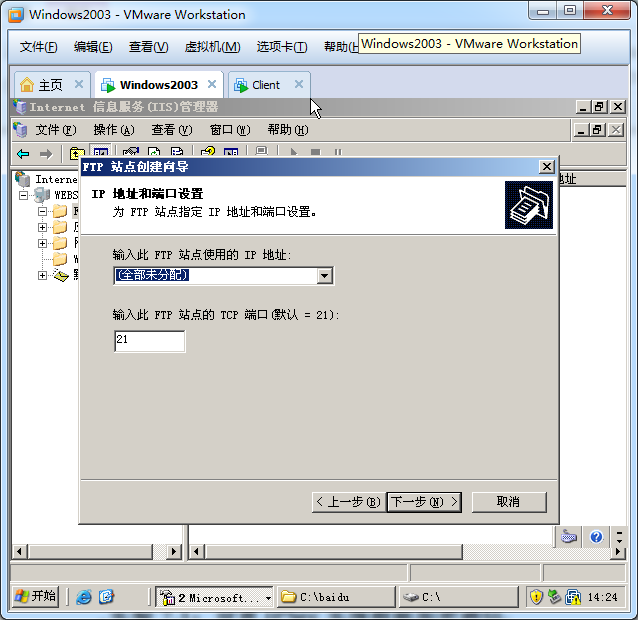 Windows2003 - VMware Workstation
文件(F) 编辑(E) 查看(V) 虚拟机(M) 选项卡(T) 帮助(H
Windows2003 - VMware Workstation
主页 Windows2003 Client
Internet 信息服务(IIS)管理器
文件(F) 操作(A) 查看(V) 窗口(W) 帮助(H)
FTP 站点创建向导
Interne
WEBS
IP 地址和端口设置
为 FTP 站点指定 IP 地址和端口设置。
输入此 FTP 站点使用的 IP 地址:
(全部未分配)
输入此 FTP 站点的 TCP 端口(默认 = 21):
21
< 上一步(B) 下一步(N) > 取消
开始 2 Microsoft... C:\baidu C:\ 14:24